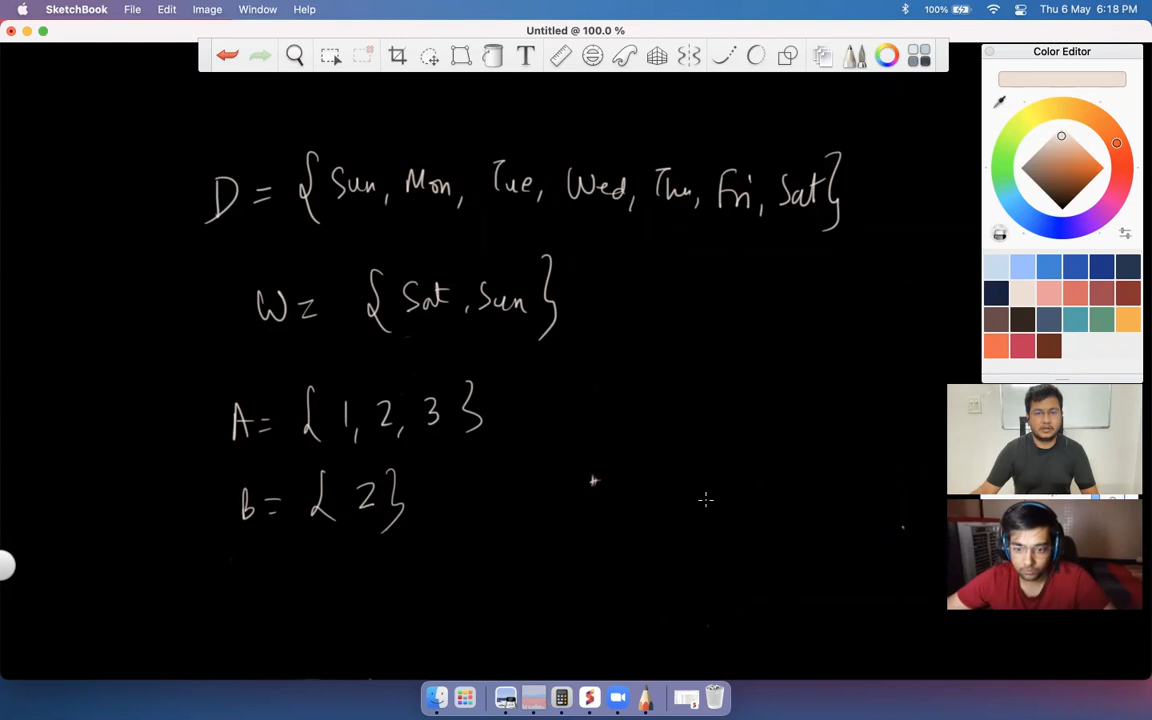 SketchBook File Edit Image Window Help 100% Thu 6 May 6:18 PM
Untitled @ 100.0 %
Color Editor
D = {Sun, Mon, Tue, Wed, Thu, Fri, Sat}
W = {Sat, Sun}
A = {1, 2, 3}
B = {2}